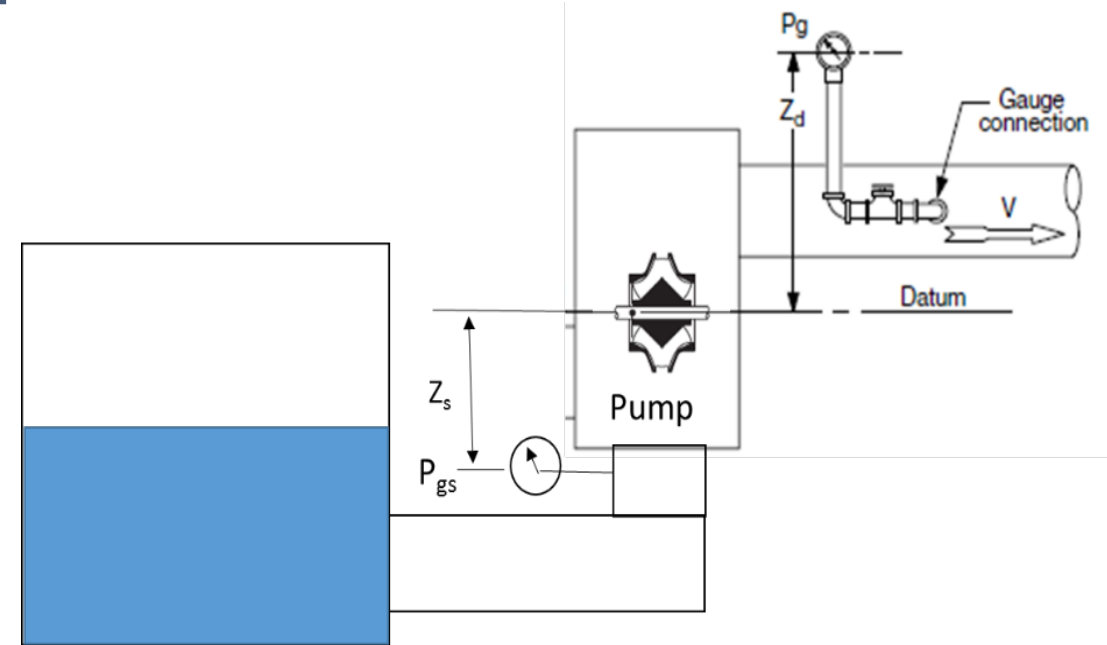 Pg
Zd
Gauge
connection
V
Datum
Zs
Pump
Pgs